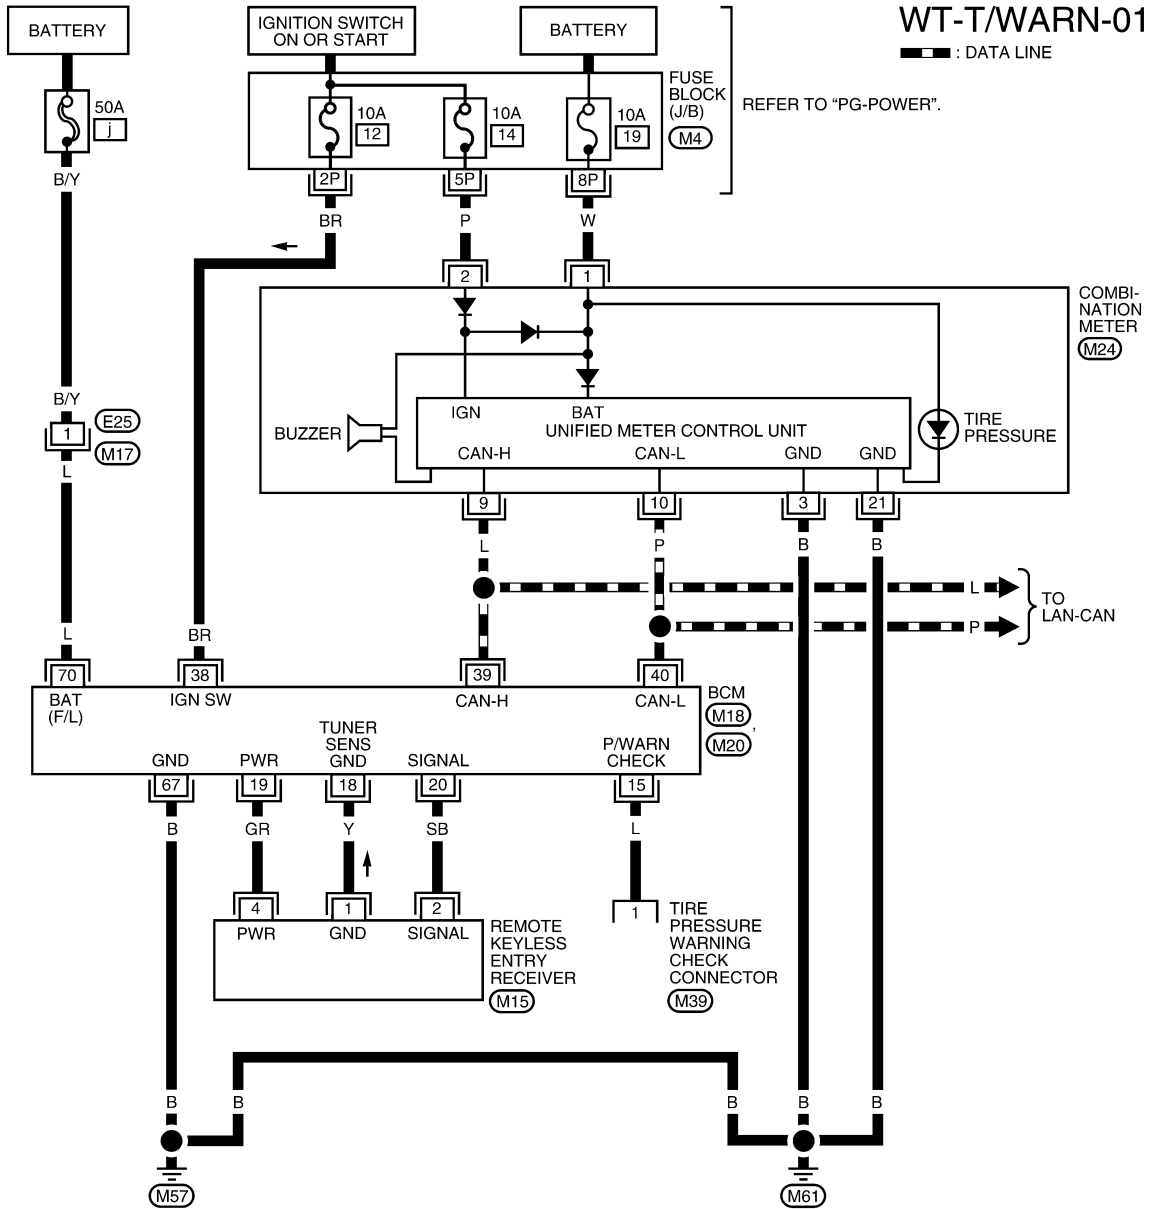 WT-T/WARN-01
: DATA LINE
BATTERY
IGNITION SWITCH
ON OR START
BATTERY
50A
j
10A
12
10A
14
10A
19
FUSE
BLOCK
(J/B)
M4
REFER TO “PG-POWER”.
2P
5P
8P
B/Y
BR
P
W
2
1
COMBI-
NATION
METER
M24
B/Y
1
E25
M17
L
IGN
BAT
UNIFIED METER CONTROL UNIT
BUZZER
CAN-H
CAN-L
GND
GND
TIRE
PRESSURE
9
10
3
21
L
P
B
B
L
P
TO
LAN-CAN
L
BR
70
38
39
40
BAT
(F/L)
IGN SW
CAN-H
CAN-L
BCM
M18
,
M20
GND
PWR
TUNER
SENS
GND
SIGNAL
P/WARN
CHECK
67
19
18
20
15
B
GR
Y
SB
L
4
1
2
1
PWR
GND
SIGNAL
REMOTE
KEYLESS
ENTRY
RECEIVER
M15
TIRE
PRESSURE
WARNING
CHECK
CONNECTOR
M39
B
B
B
B
B
M57
M61